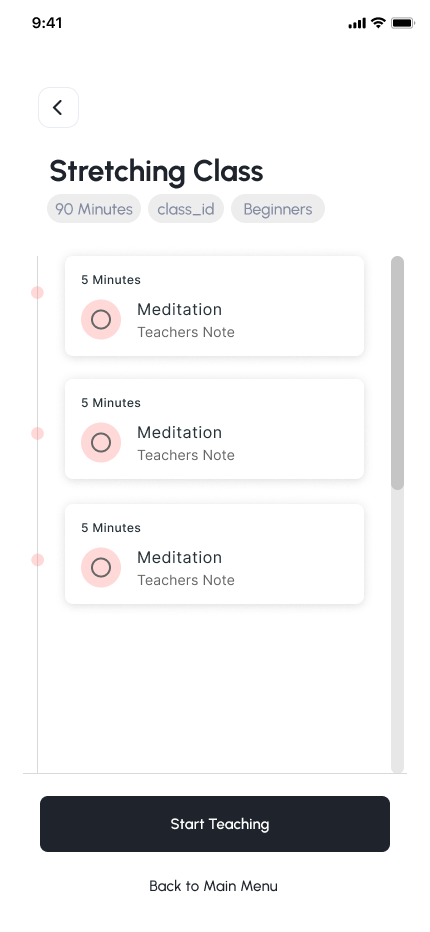 9:41
Stretching Class
90 Minutes class_id Beginners
5 Minutes
Meditation
Teachers Note
5 Minutes
Meditation
Teachers Note
5 Minutes
Meditation
Teachers Note
Start Teaching
Back to Main Menu